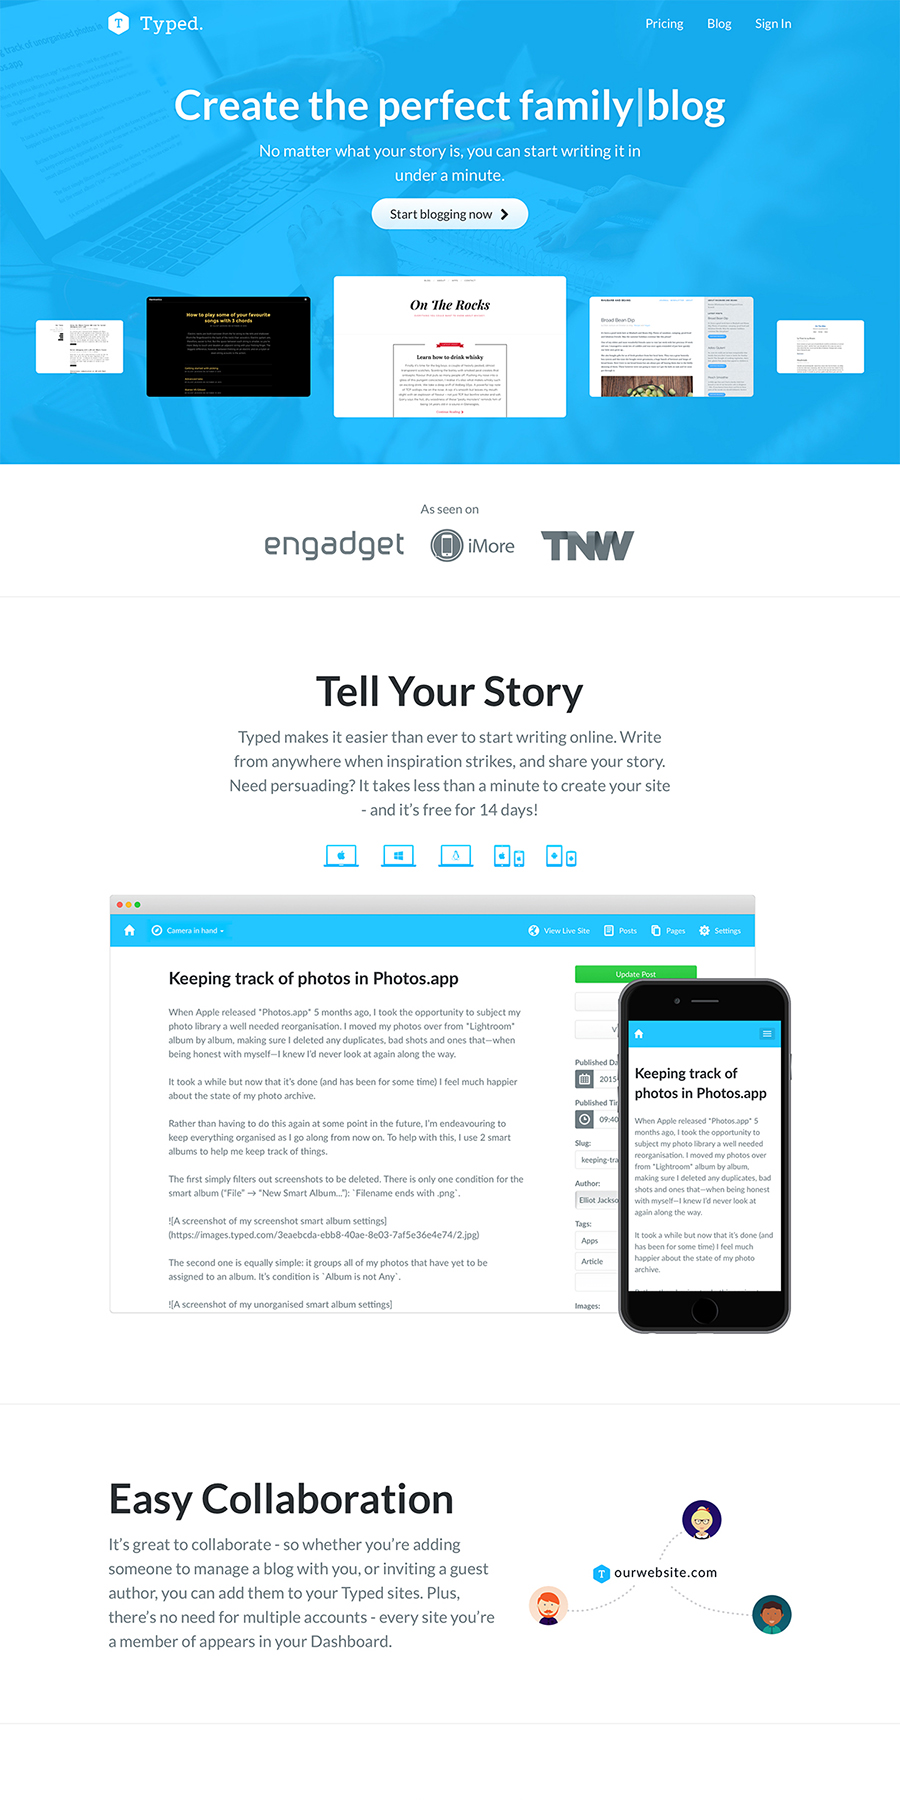 Typed.
Pricing Blog Sign In
Create the perfect family|blog
No matter what your story is, you can start writing it in
under a minute.
Start blogging now
How to play some of your favourite
songs with 3 chords
On The Rocks
Learn how to drink whisky
Broad Bean Dip
As seen on
engadget
iMore
TNW
Tell Your Story
Typed makes it easier than ever to start writing online. Write
from anywhere when inspiration strikes, and share your story.
Need persuading? It takes less than a minute to create your site
- and it's free for 14 days!
Camera in hand
View Live Site Posts Pages Settings
Keeping track of photos in Photos.app
When Apple released *Photos.app* 5 months ago, I took the opportunity to subject my
photo library a well needed reorganisation. I moved my photos over from *Lightroom*
album by album, making sure I deleted any duplicates, bad shots and ones that—when
being honest with myself—I knew I'd never look at again along the way.
It took a while but now that it's done (and has been for some time) I feel much happier
about the state of my photo archive.
Rather than having to do this again at some point in the future, I'm endeavouring to
keep everything organised as I go along from now on. To help with this, I use 2 smart
albums to help me keep track of things.
The first simply filters out screenshots to be deleted. There is only one condition for the
smart album ("File" → "New Smart Album..."): `Filename ends with .png`.
![A screenshot of my screenshot smart album settings]
(https://images.typed.com/3eaebcda-ebb8-40ae-8e03-7af5e36e4e74/2.jpg)
The second one is equally simple: it groups all of my photos that have yet to be
assigned to an album. It's condition is `Album is not Any`.
![A screenshot of my unorganised smart album settings]
Update Post
V
Published Da
2015
Published Tim
09:40
Slug:
keeping-tra
Author:
Elliot Jackso
Tags:
Apps
Article
Images:
Keeping track of
photos in Photos.app
When Apple released *Photos.app* 5
months ago, I took the opportunity to
subject my photo library a well needed
reorganisation. I moved my photos over
from *Lightroom* album by album,
making sure I deleted any duplicates, bad
shots and ones that—when being honest
with myself—I knew I'd never look at
again along the way.
It took a while but now that it's done (and
has been for some time) I feel much
happier about the state of my photo
archive.
Easy Collaboration
It's great to collaborate - so whether you're adding
someone to manage a blog with you, or inviting a guest
author, you can add them to your Typed sites. Plus,
there's no need for multiple accounts - every site you're
a member of appears in your Dashboard.
ourwebsite.com